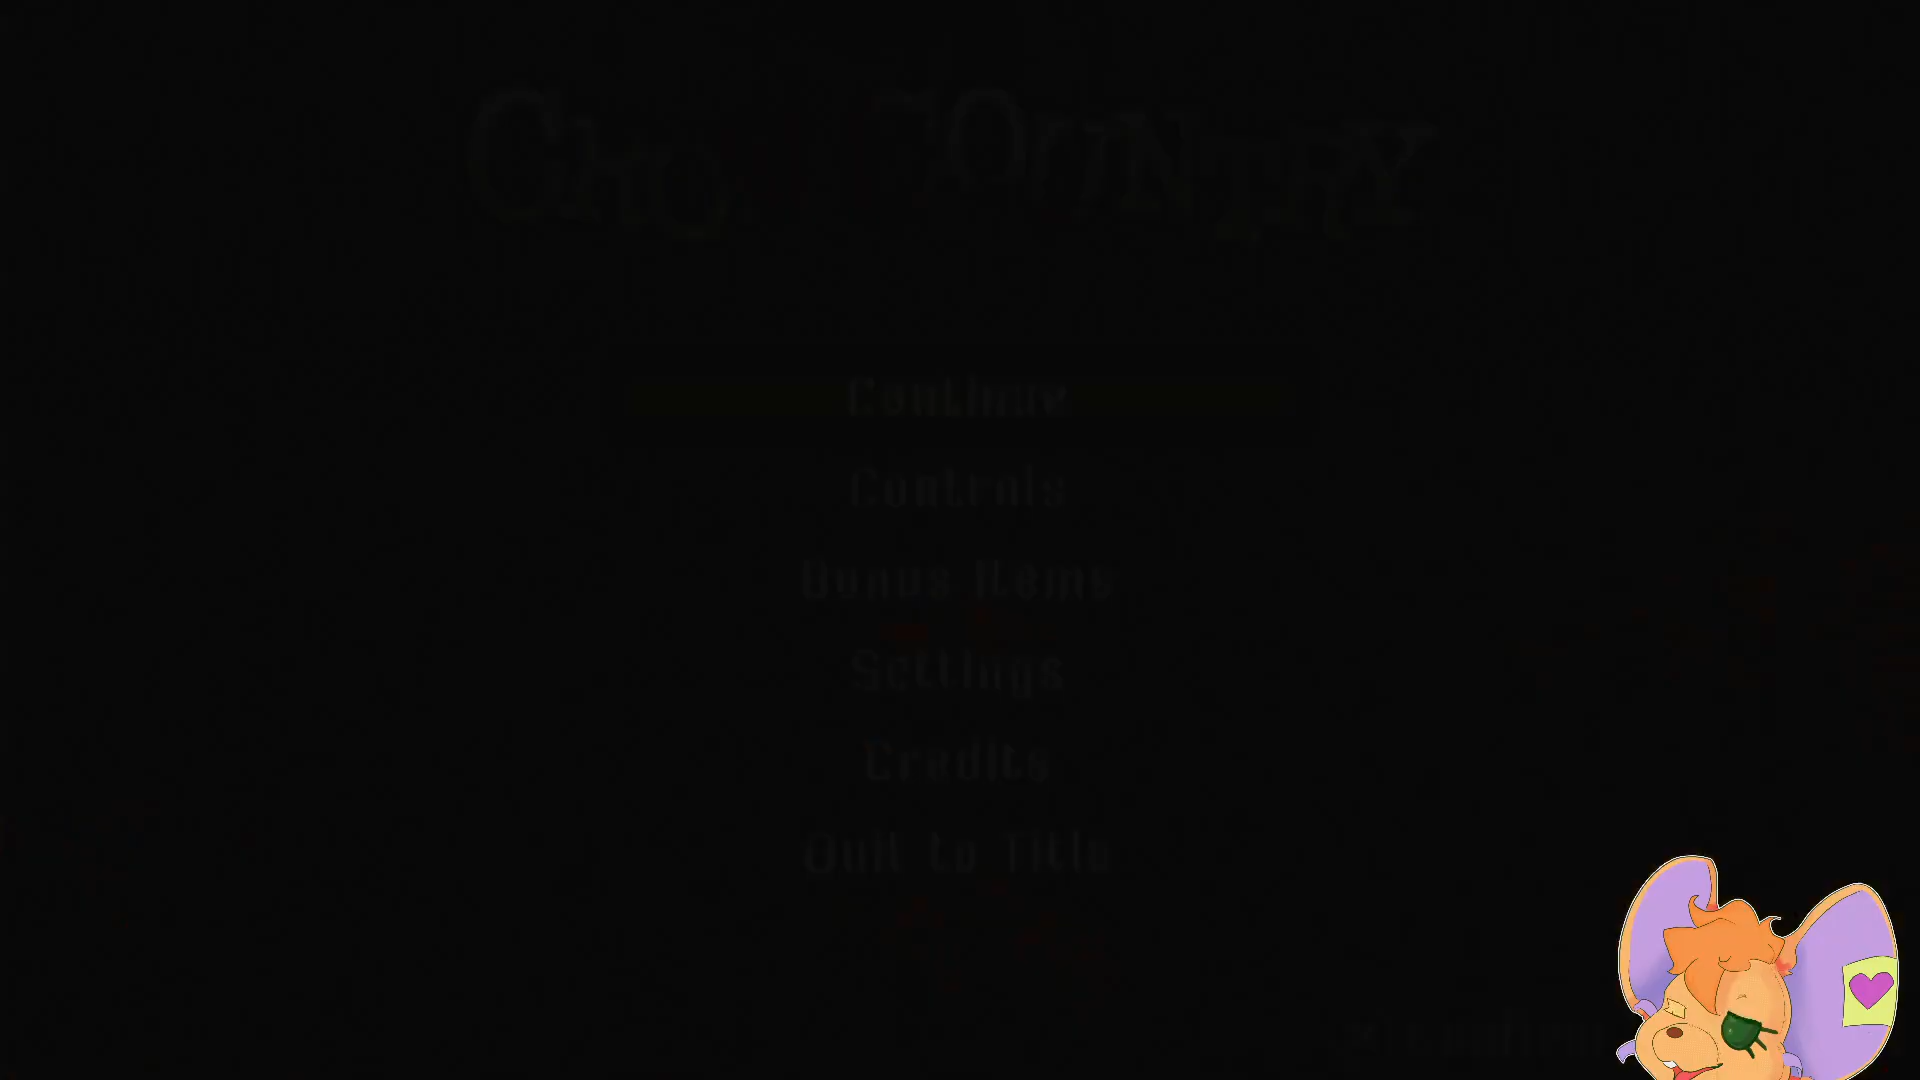 Continue
Controls
Bonus Items
Settings
Credits
Quit to Title